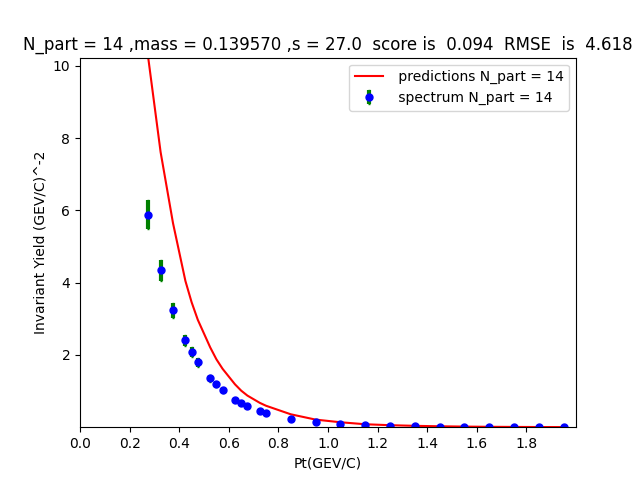 N_part = 14 ,mass = 0.139570 ,s = 27.0  score is  0.094  RMSE  is  4.618
predictions N_part = 14
spectrum N_part = 14
Invariant Yield (GEV/C)^-2
10
8
6
4
2
0.0 0.2 0.4 0.6 0.8 1.0 1.2 1.4 1.6 1.8
Pt(GEV/C)